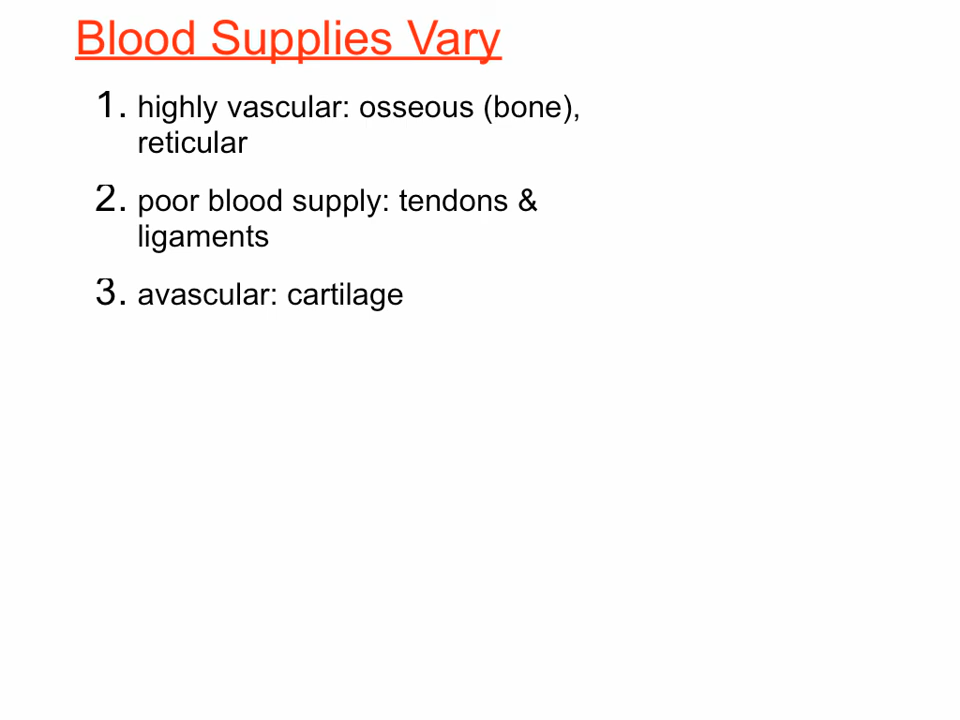 Blood Supplies Vary
1. highly vascular: osseous (bone),
reticular
2. poor blood supply: tendons &
ligaments
3. avascular: cartilage